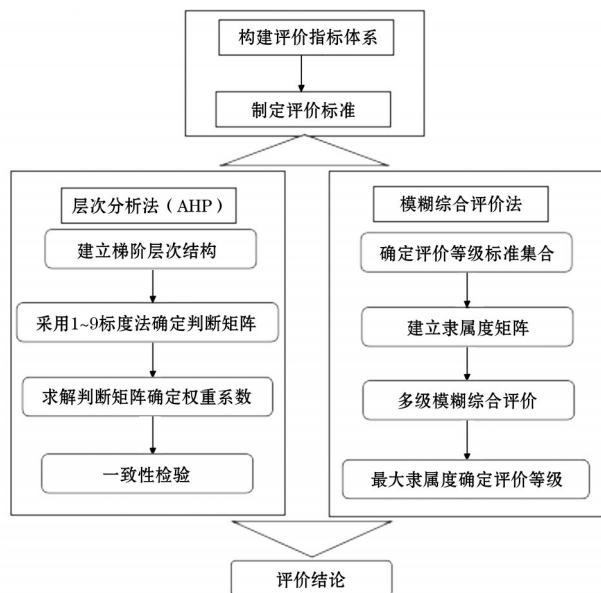 构建评价指标体系
制定评价标准
层次分析法（AHP）
建立梯阶层次结构
采用1~9标度法确定判断矩阵
求解判断矩阵确定权重系数
一致性检验
模糊综合评价法
确定评价等级标准集合
建立隶属度矩阵
多级模糊综合评价
最大隶属度确定评价等级
评价结论